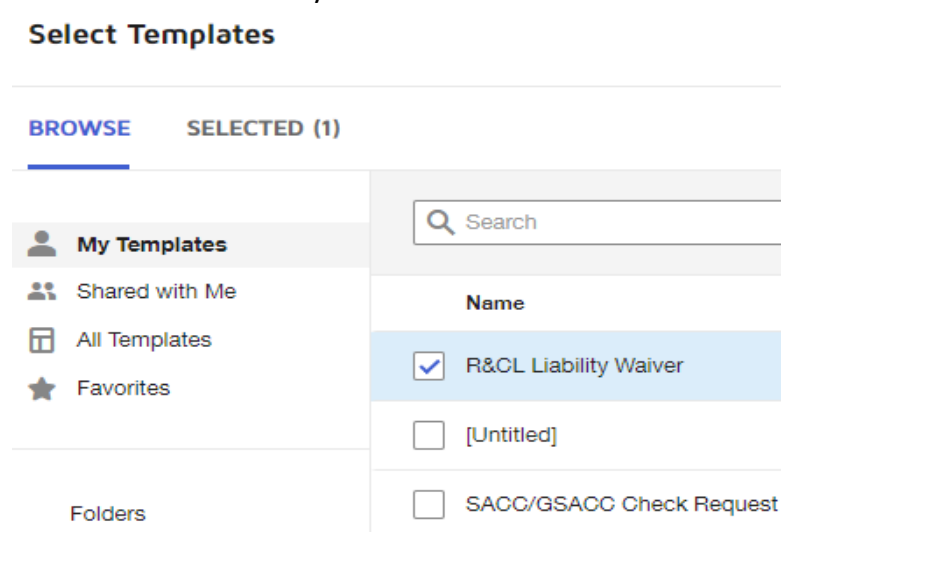 Select Templates
BROWSE SELECTED (1)
My Templates
Shared with Me
All Templates
Favorites
Folders
Search
Name
R&CL Liability Waiver
[Untitled]
SACC/GSACC Check Request